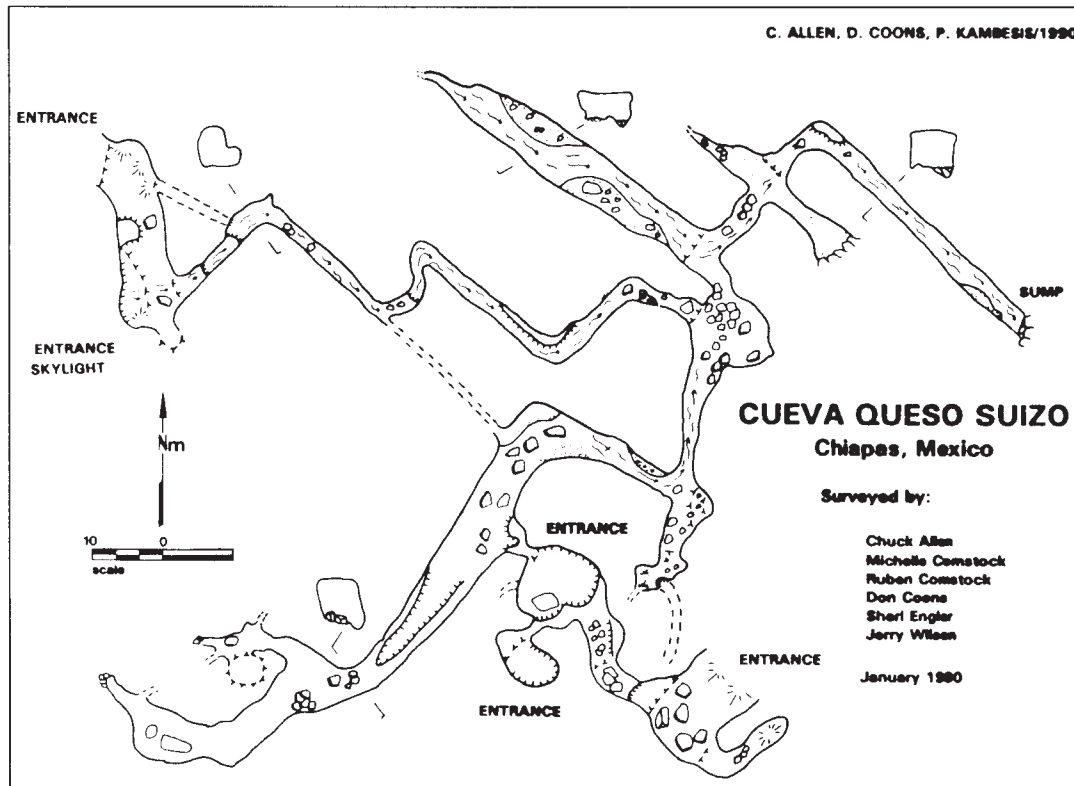 C. ALLEN, D. COONS, P. KAMBESIS/1990
ENTRANCE
ENTRANCE
SKYLIGHT
Nm
10 0
scale
SUMP
CUEVA QUESO SUIZO
Chiapas, Mexico
Surveyed by:
Chuck Allen
Michelle Comstock
Ruben Comstock
Don Coons
Sheri Engler
Jerry Wilson
January 1990
ENTRANCE
ENTRANCE
ENTRANCE